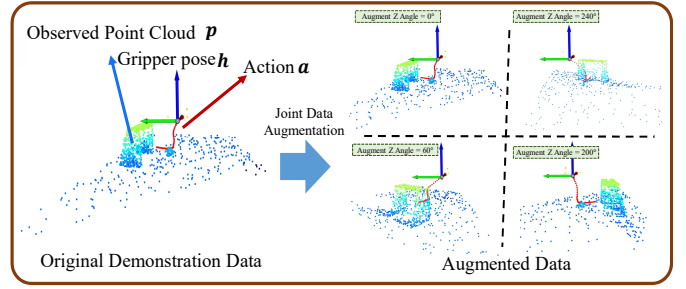 Observed Point Cloud p
Gripper pose h
Action a
Original Demonstration Data
Joint Data
Augmentation
Augment Z Angle = 0°
Augment Z Angle = 240°
Augment Z Angle = 60°
Augment Z Angle = 200°
Augmented Data